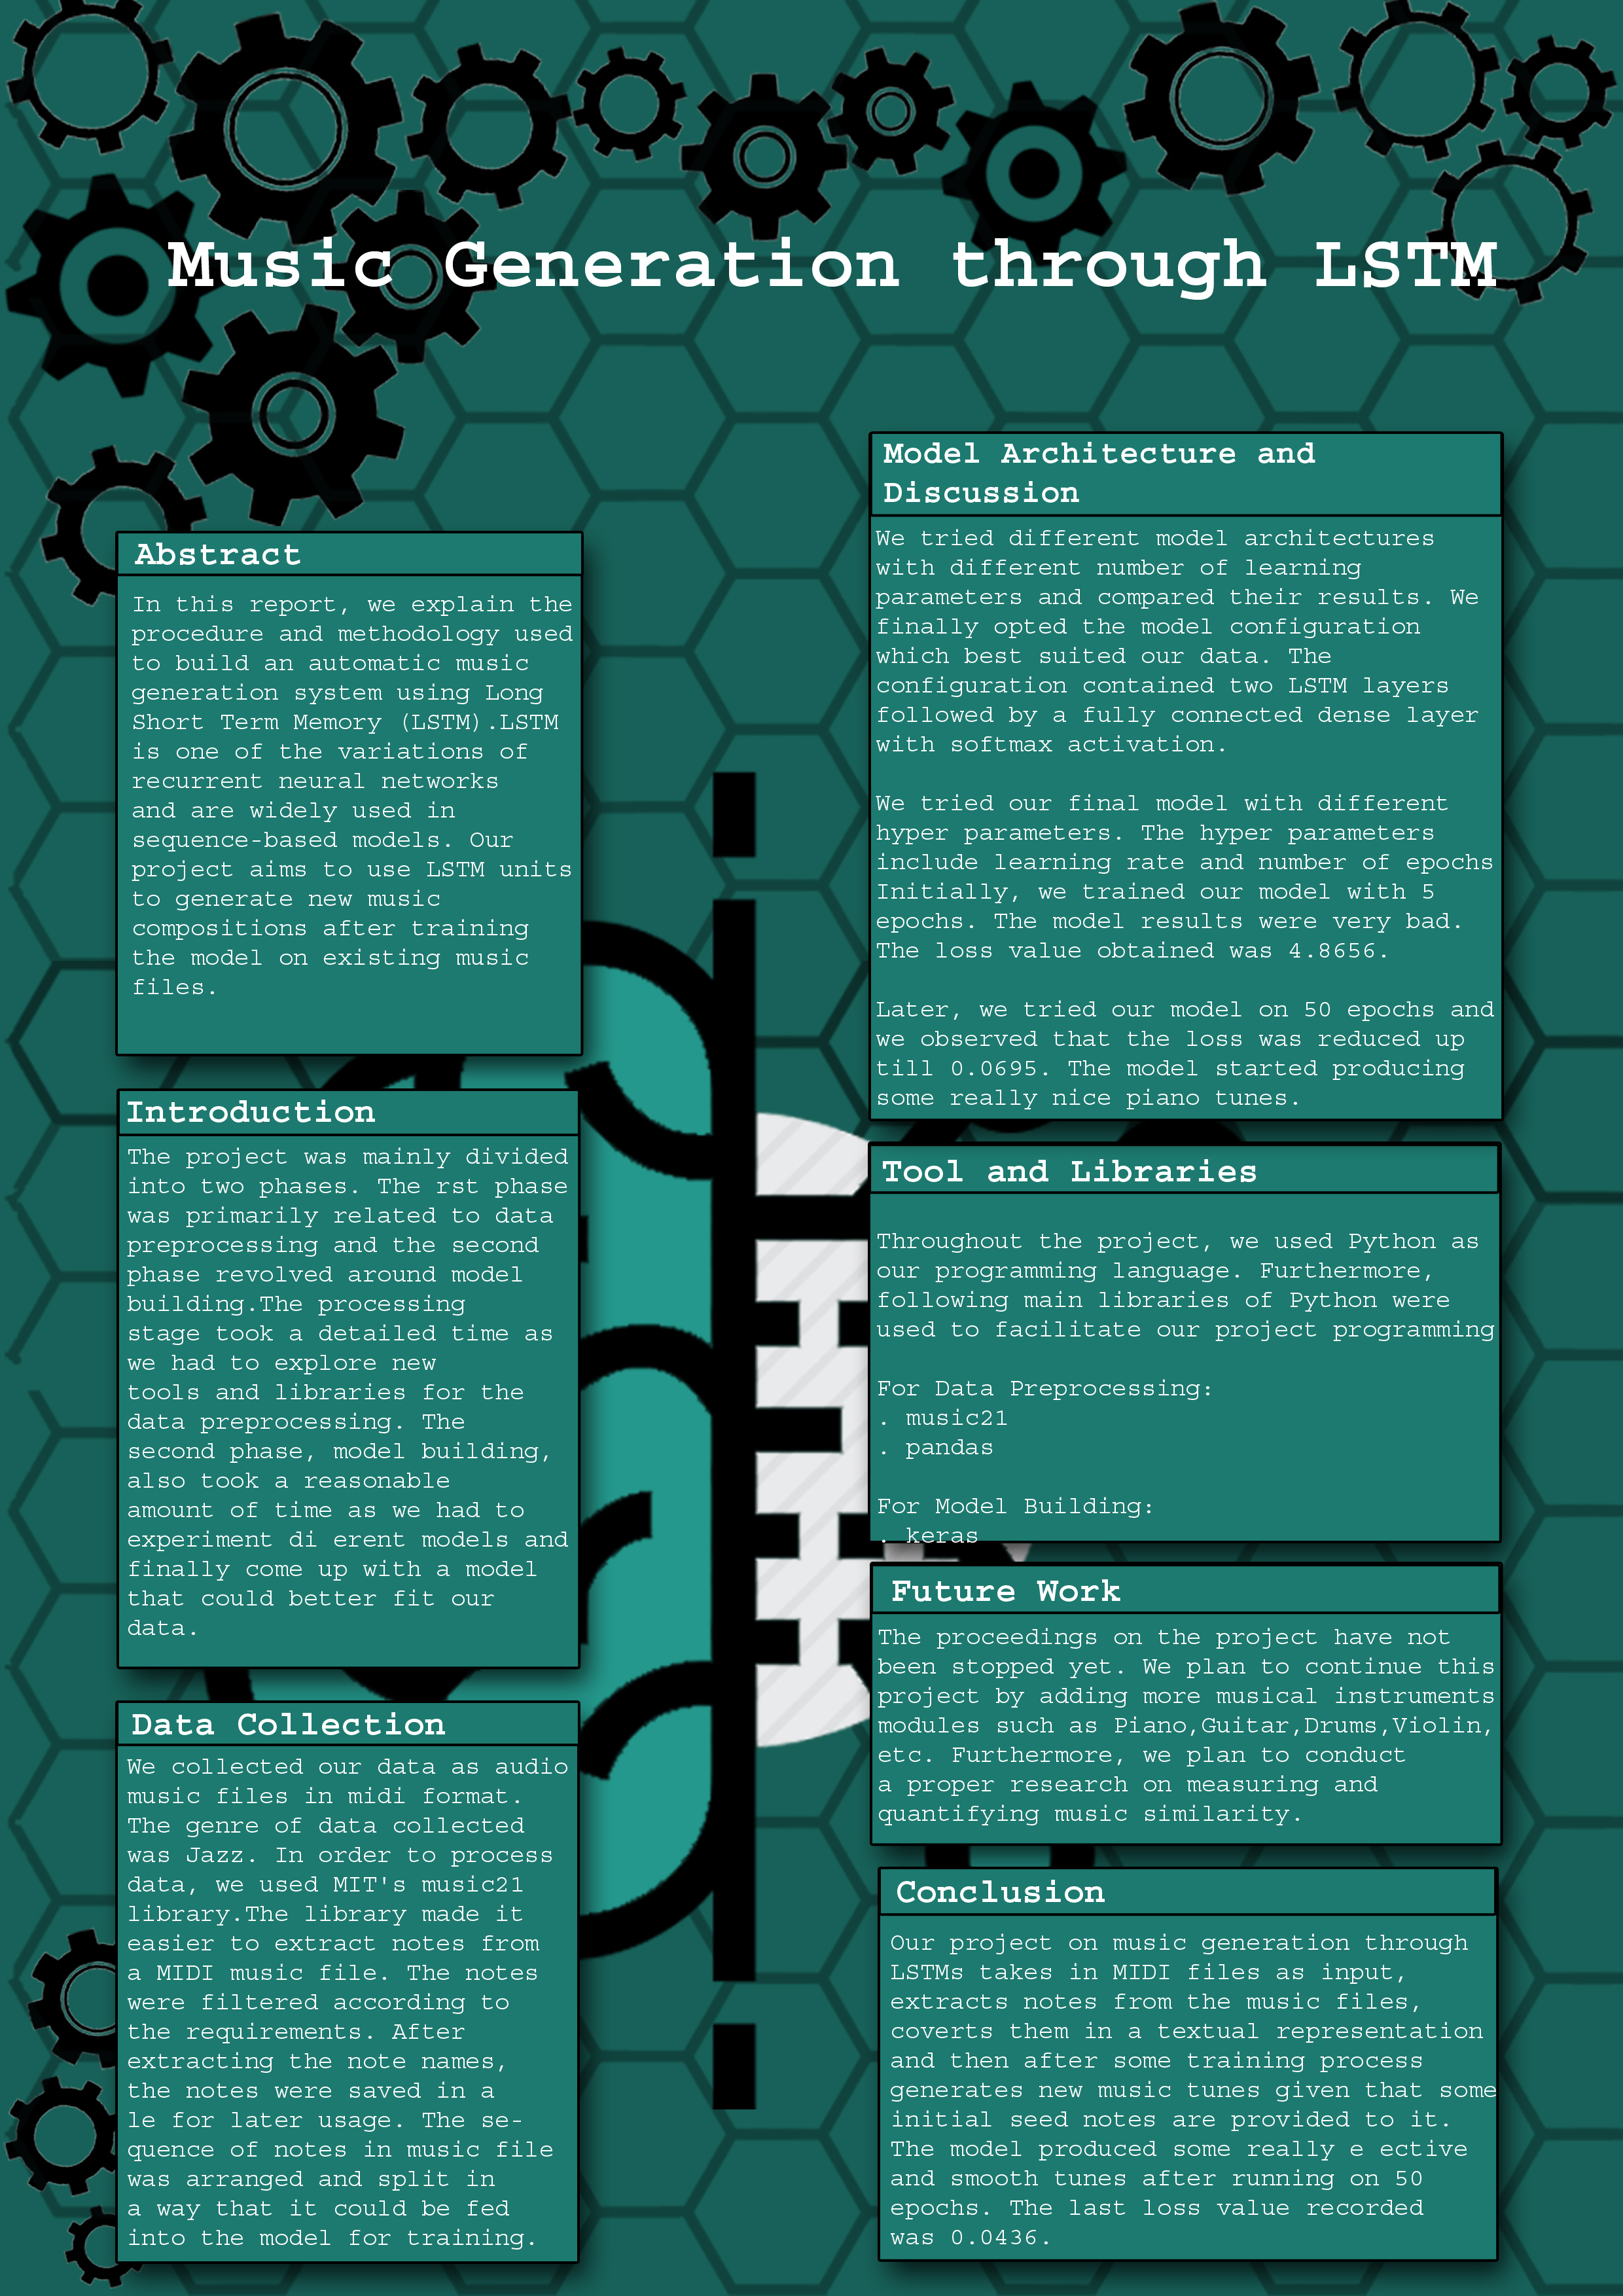 Music Generation through LSTM
Abstract
In this report, we explain the
procedure and methodology used
to build an automatic music
generation system using Long
Short Term Memory (LSTM).LSTM
is one of the variations of
recurrent neural networks
and are widely used in
sequence-based models. Our
project aims to use LSTM units
to generate new music
compositions after training
the model on existing music
files.
Introduction
The project was mainly divided
into two phases. The rst phase
was primarily related to data
preprocessing and the second
phase revolved around model
building.The processing
stage took a detailed time as
we had to explore new
tools and libraries for the
data preprocessing. The
second phase, model building,
also took a reasonable
amount of time as we had to
experiment di erent models and
finally come up with a model
that could better fit our
data.
Data Collection
We collected our data as audio
music files in midi format.
The genre of data collected
was Jazz. In order to process
data, we used MIT's music21
library.The library made it
easier to extract notes from
a MIDI music file. The notes
were filtered according to
the requirements. After
extracting the note names,
the notes were saved in a
le for later usage. The se-
quence of notes in music file
was arranged and split in
a way that it could be fed
into the model for training.
Model Architecture and
Discussion
We tried different model architectures
with different number of learning
parameters and compared their results. We
finally opted the model configuration
which best suited our data. The
configuration contained two LSTM layers
followed by a fully connected dense layer
with softmax activation.
We tried our final model with different
hyper parameters. The hyper parameters
include learning rate and number of epochs
Initially, we trained our model with 5
epochs. The model results were very bad.
The loss value obtained was 4.8656.
Later, we tried our model on 50 epochs and
we observed that the loss was reduced up
till 0.0695. The model started producing
some really nice piano tunes.
Tool and Libraries
Throughout the project, we used Python as
our programming language. Furthermore,
following main libraries of Python were
used to facilitate our project programming
For Data Preprocessing:
. music21
. pandas
For Model Building:
. keras
Future Work
The proceedings on the project have not
been stopped yet. We plan to continue this
project by adding more musical instruments
modules such as Piano,Guitar,Drums,Violin,
etc. Furthermore, we plan to conduct
a proper research on measuring and
quantifying music similarity.
Conclusion
Our project on music generation through
LSTMs takes in MIDI files as input,
extracts notes from the music files,
coverts them in a textual representation
and then after some training process
generates new music tunes given that some
initial seed notes are provided to it.
The model produced some really e ective
and smooth tunes after running on 50
epochs. The last loss value recorded
was 0.0436.